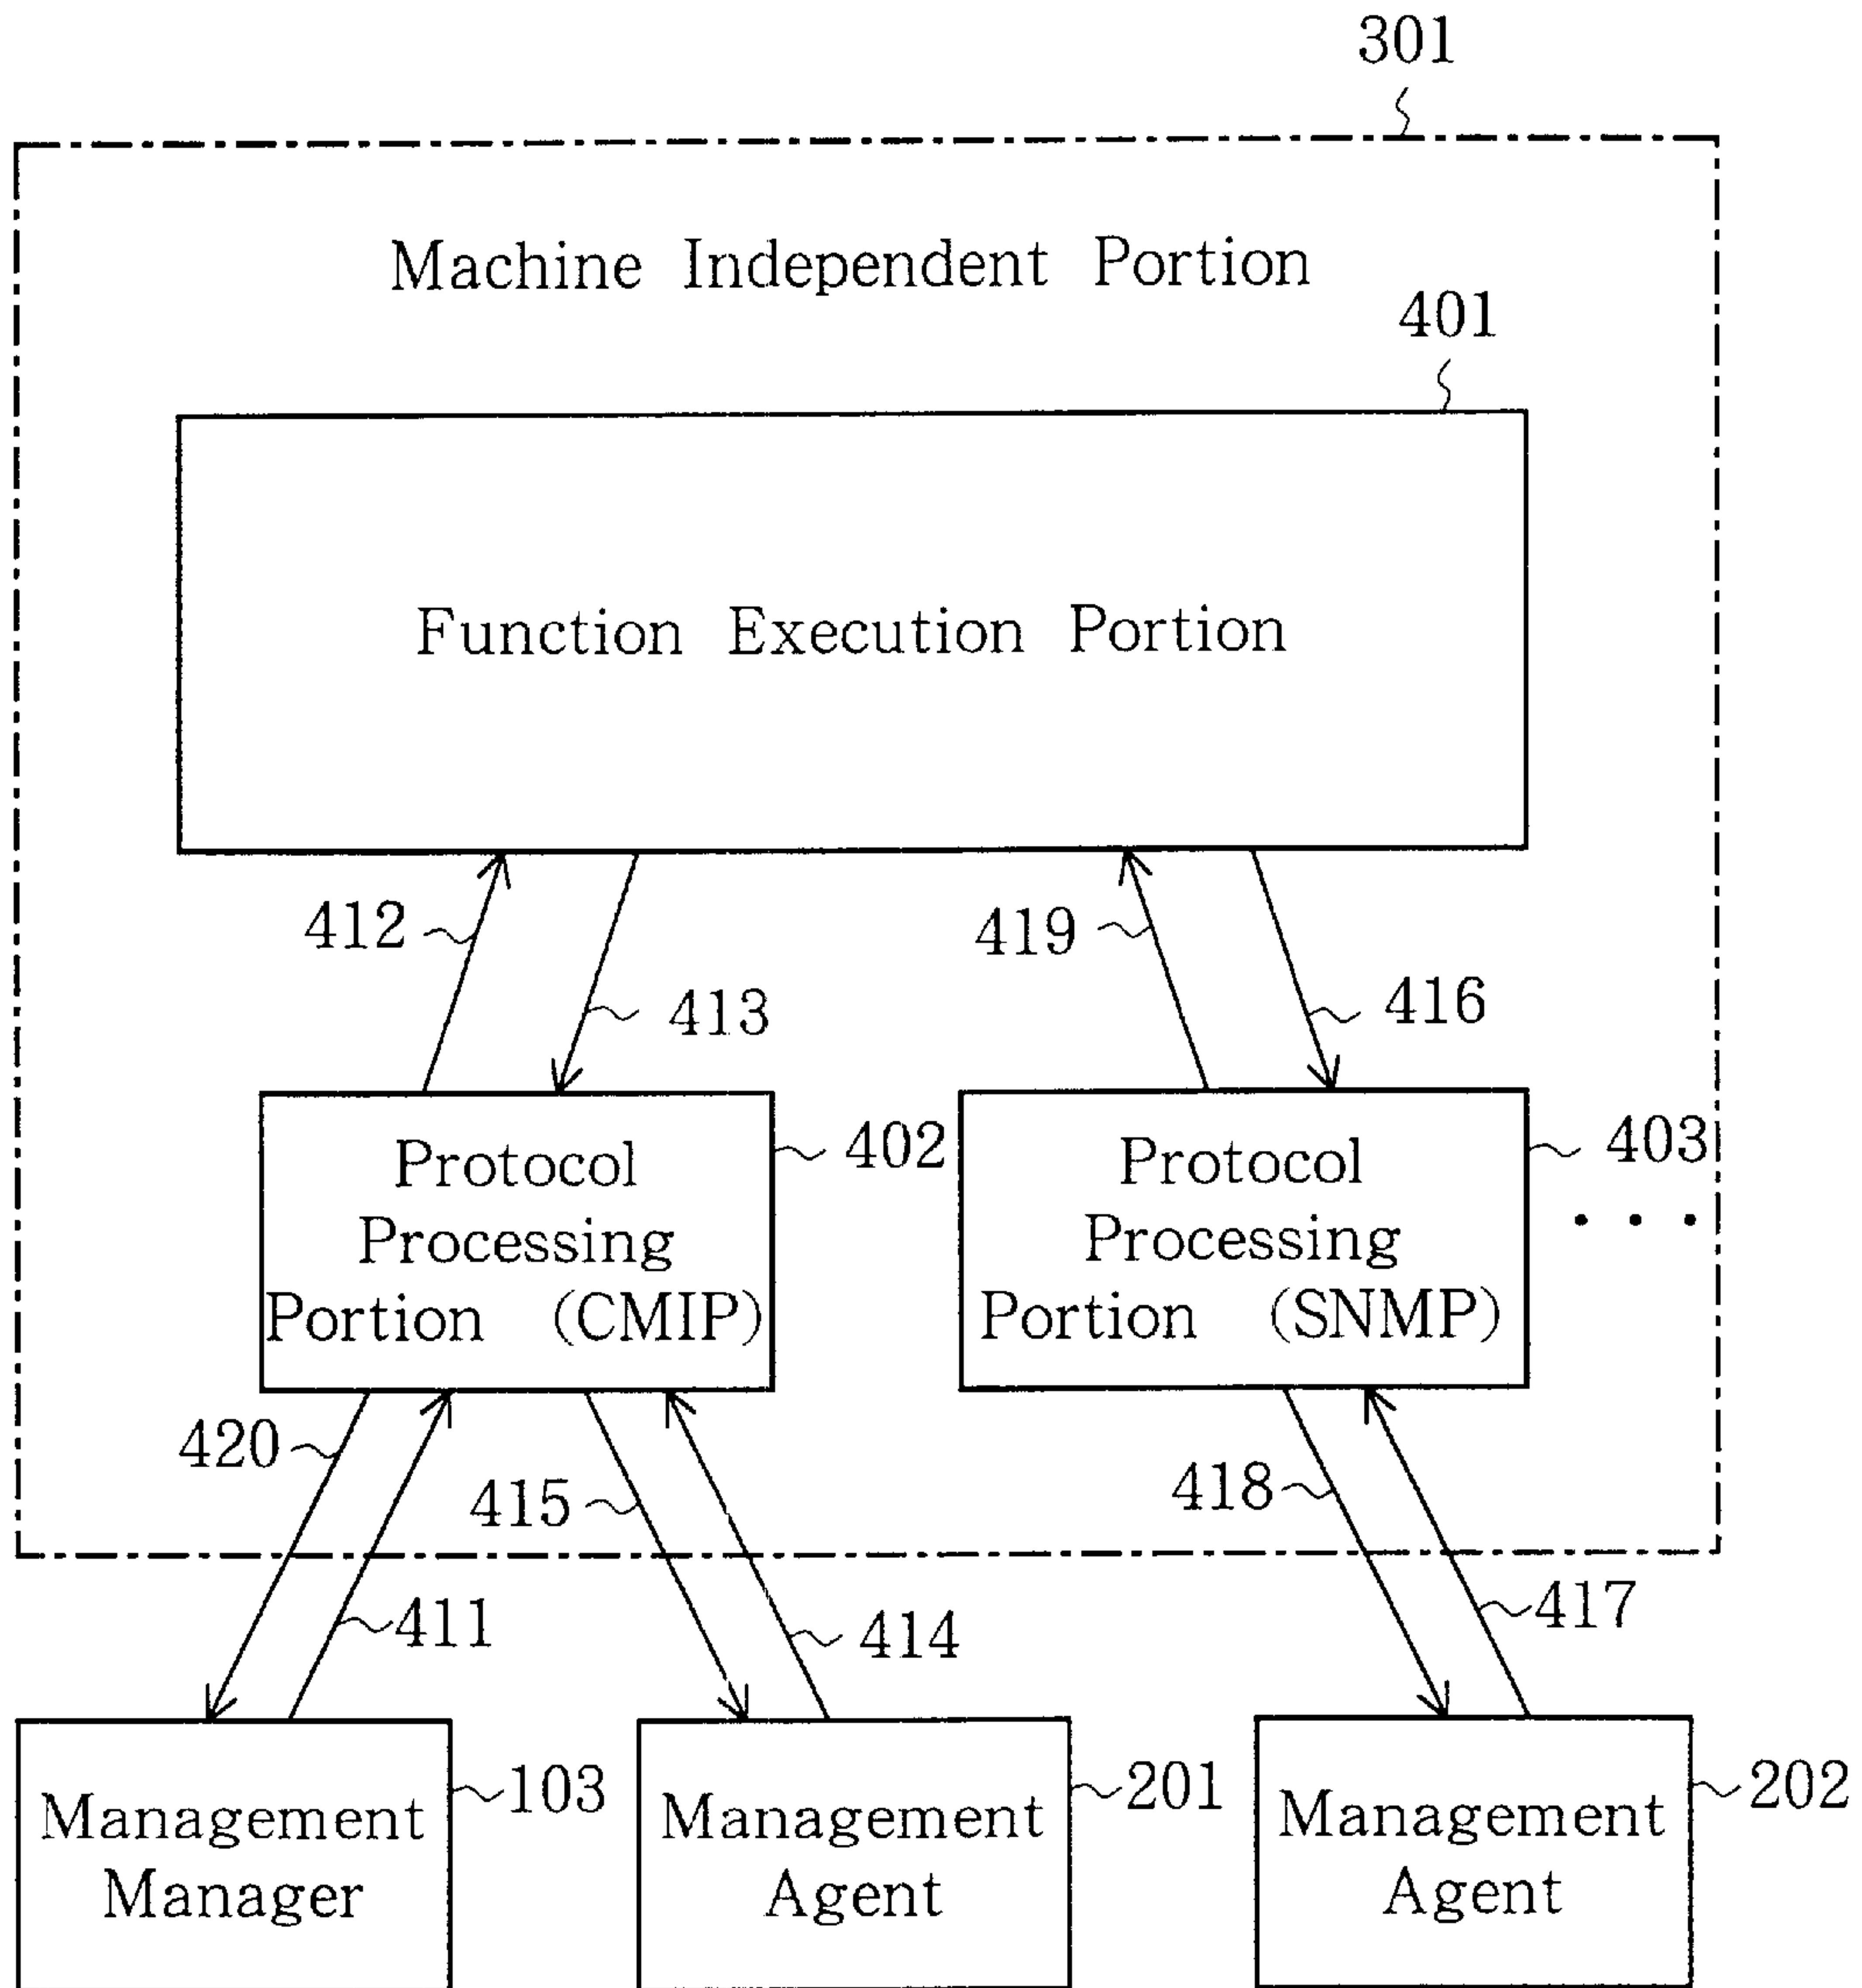 301
Machine Independent Portion
401
Function Execution Portion
412
419
413
416
Protocol
Processing
Portion (CMIP)
402
Protocol
Processing
Portion (SNMP)
403
...
420
415
418
411
414
417
Management
Manager
103
Management
Agent
201
Management
Agent
202